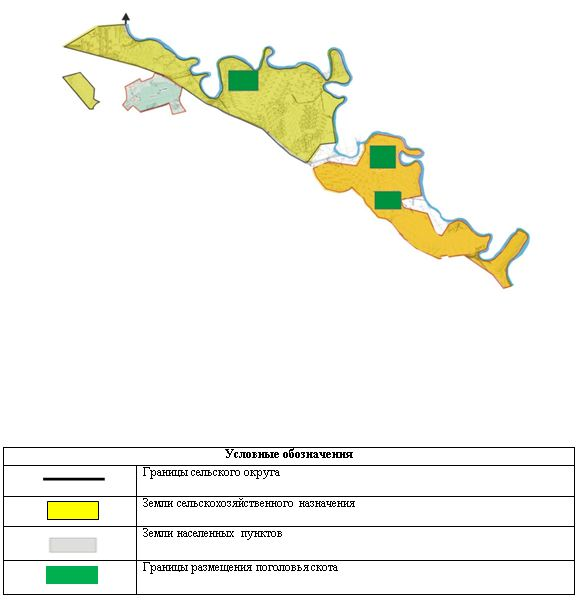 Условные обозначения
Границы сельского округа
Земли сельскохозяйственного назначения
Земли населенных пунктов
Границы размещения поголовья скота